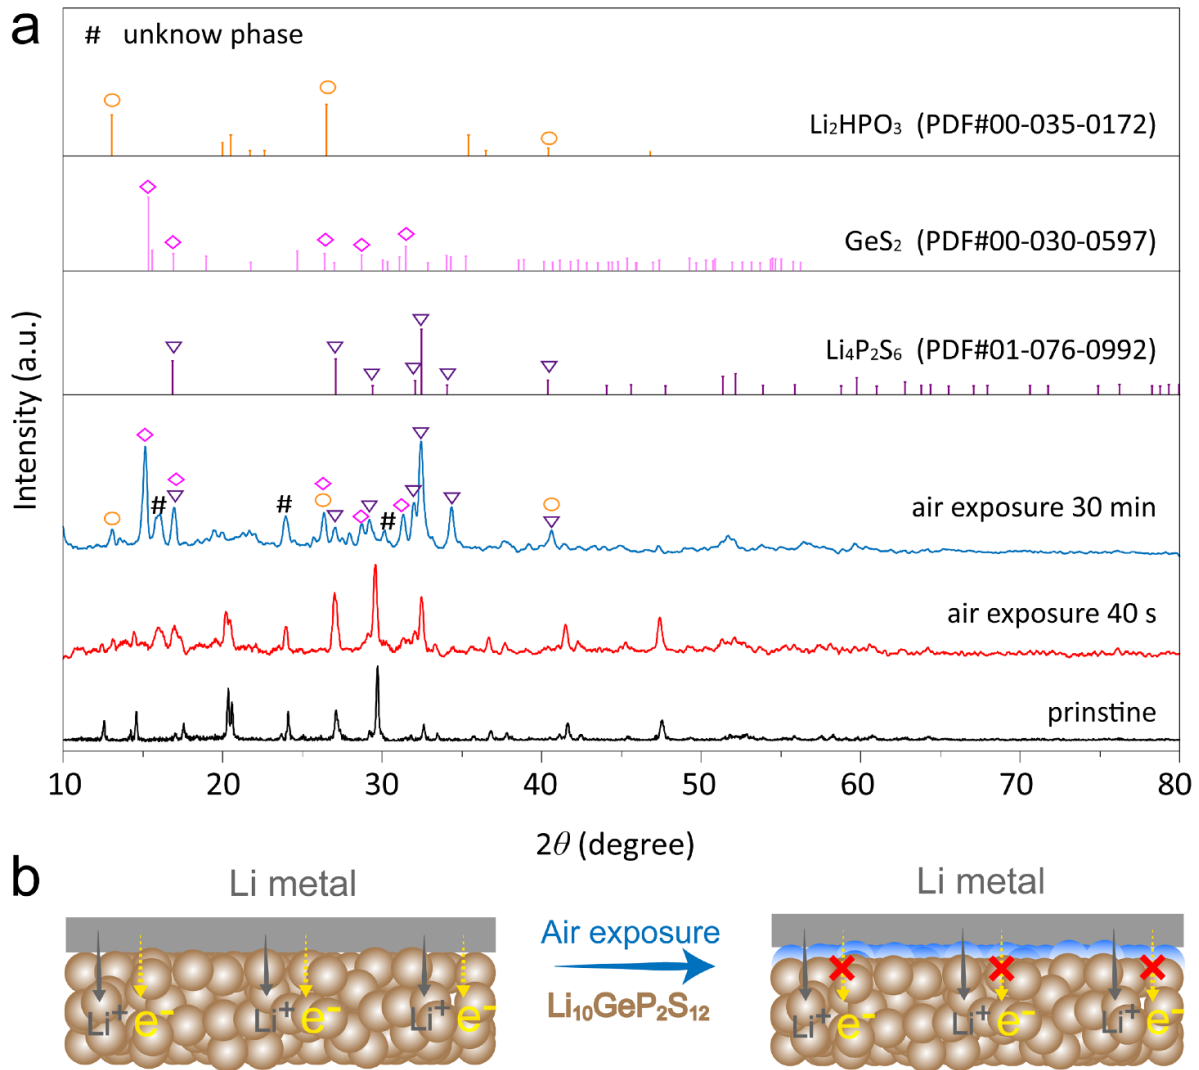 a
# unknow phase
Li₂HPO₃ (PDF#00-035-0172)
GeS₂ (PDF#00-030-0597)
Li₄P₂S₆ (PDF#01-076-0992)
# # #
air exposure 30 min
air exposure 40 s
prinstine
Intensity (a.u.)
10 20 30 40 50 60 70 80
2θ (degree)
b
Li metal
Li metal
Air exposure
Li₁₀GeP₂S₁₂
Li⁺ e⁻ Li⁺ e⁻ Li⁺ e⁻
Li⁺ e⁻ Li⁺ e⁻ Li⁺ e⁻